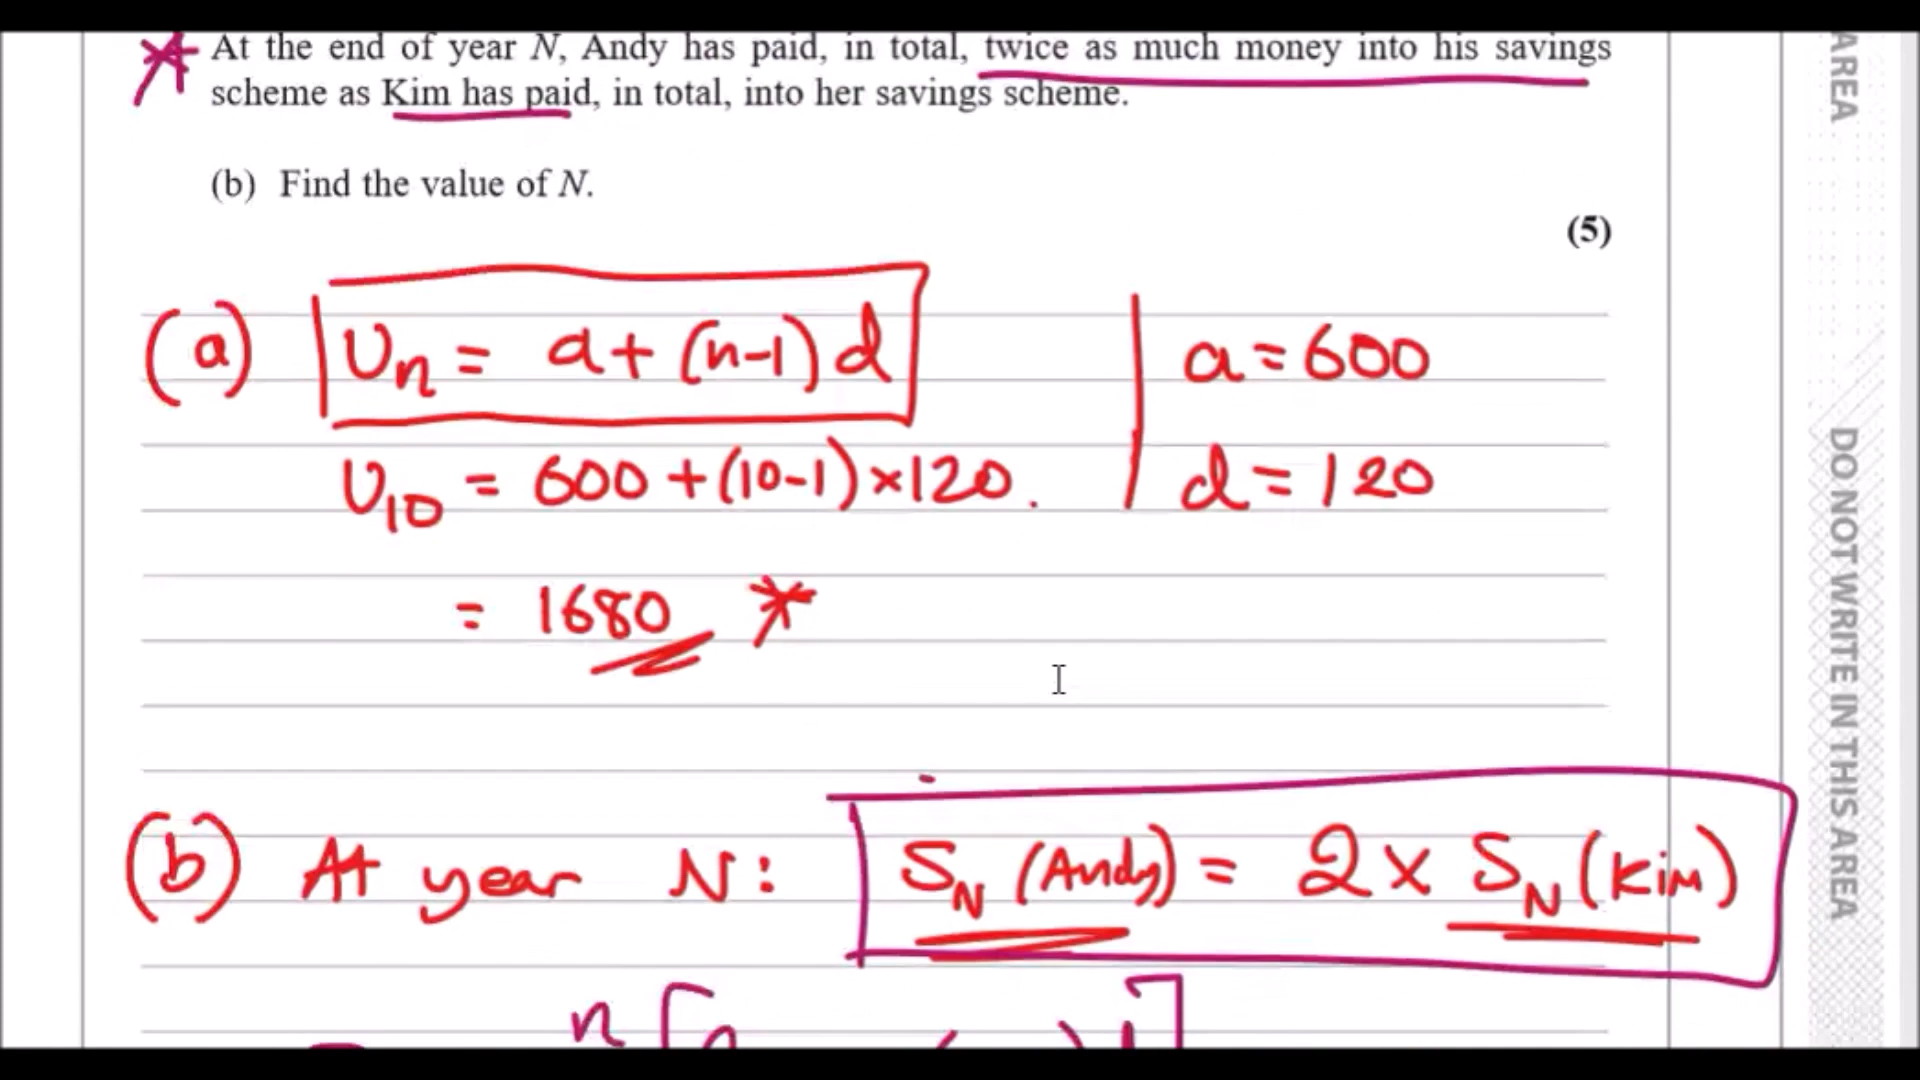 At the end of year N, Andy has paid, in total, twice as much money into his savings
scheme as Kim has paid, in total, into her savings scheme.
(b) Find the value of N.
(5)
(a) Un = a + (n-1) d
a = 600
U10 = 600 + (10-1) × 120.
d = 120
= 1680 *
(b) At year N: SN (Andy) = 2 × SN (Kim)
n [
AREA
DO NOT WRITE IN THIS AREA